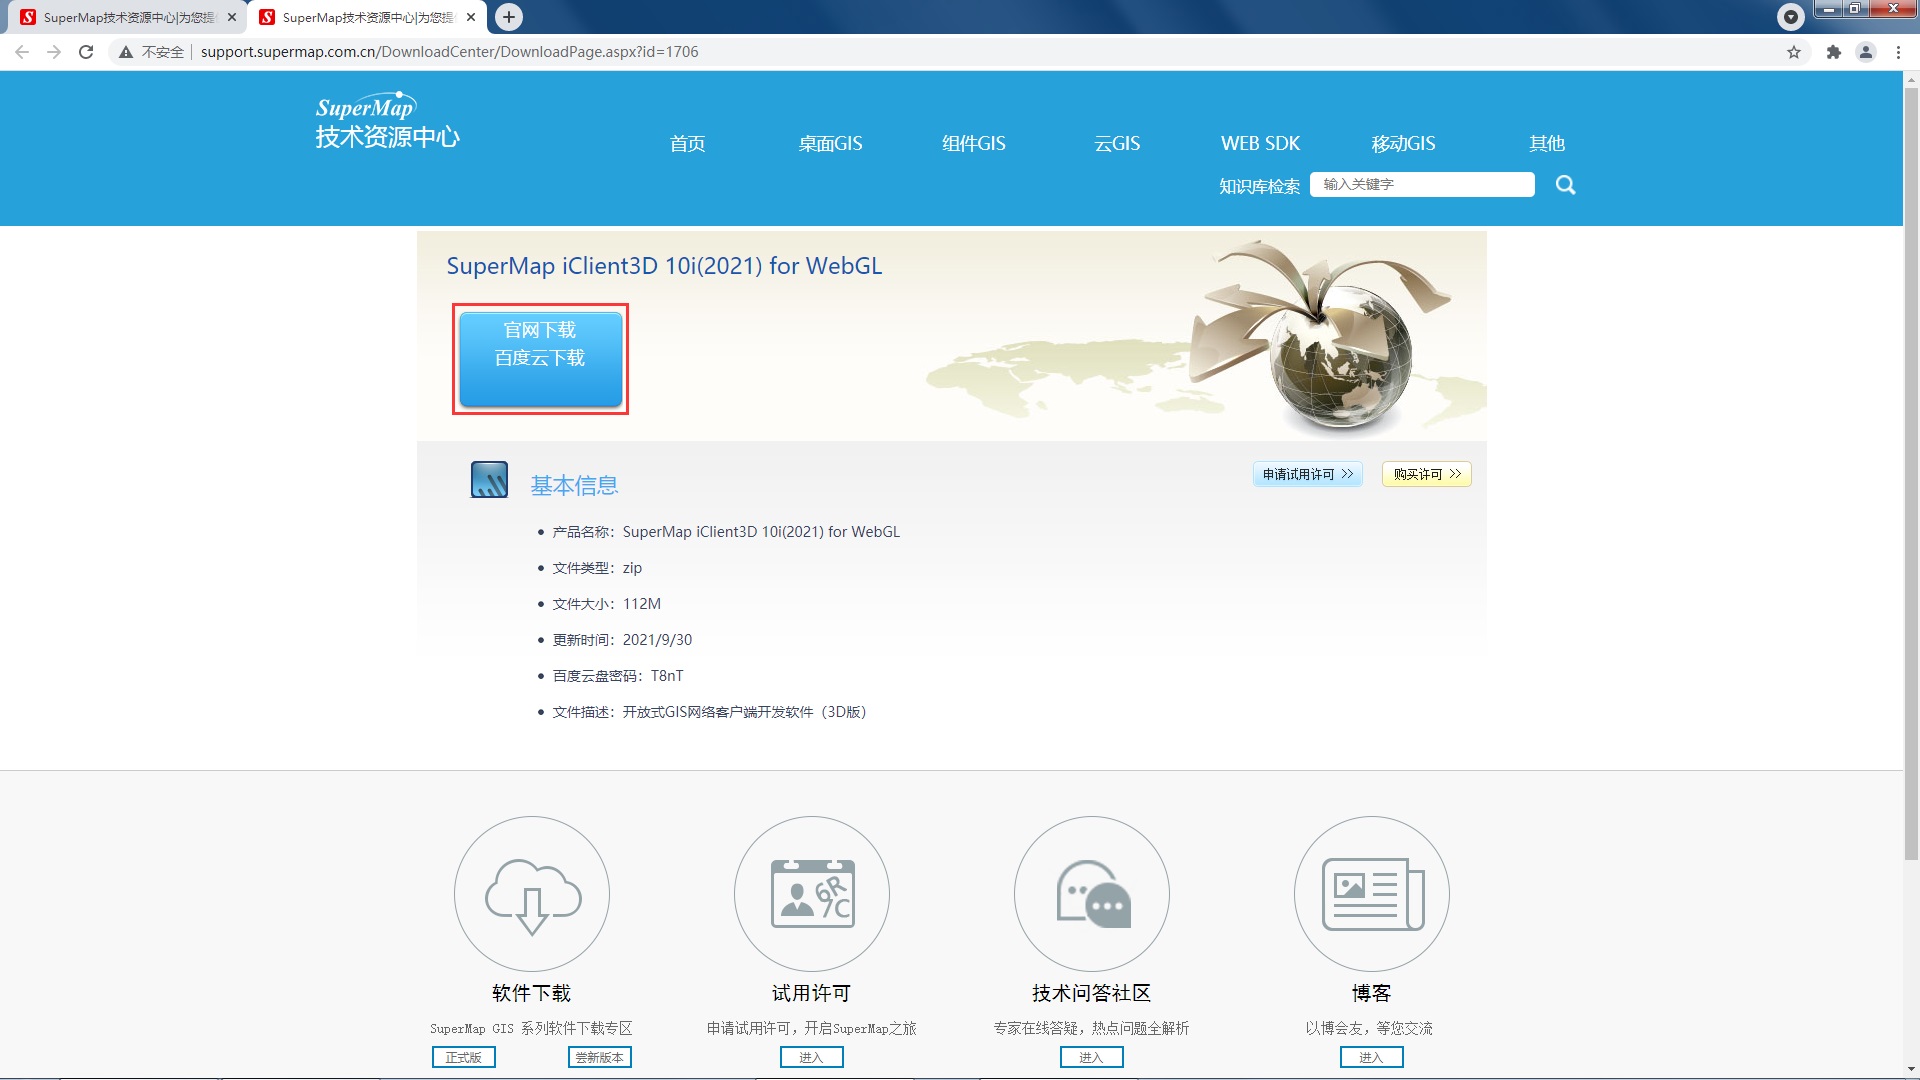 SuperMap技术资源中心|为您提
SuperMap技术资源中心|为您提
不安全
support.supermap.com.cn/DownloadCenter/DownloadPage.aspx?id=1706
SuperMap
技术资源中心
首页
桌面GIS
组件GIS
云GIS
WEB SDK
移动GIS
其他
知识库检索
输入关键字
SuperMap iClient3D 10i(2021) for WebGL
官网下载
百度云下载
基本信息
申请试用许可 >>
购买许可 >>
产品名称：SuperMap iClient3D 10i(2021) for WebGL
文件类型：zip
文件大小：112M
更新时间：2021/9/30
百度云盘密码：T8nT
文件描述：开放式GIS网络客户端开发软件（3D版）
6R
7C
软件下载
SuperMap GIS 系列软件下载专区
正式版
尝新版本
试用许可
申请试用许可，开启SuperMap之旅
进入
技术问答社区
专家在线答疑，热点问题全解析
进入
博客
以博会友，等您交流
进入